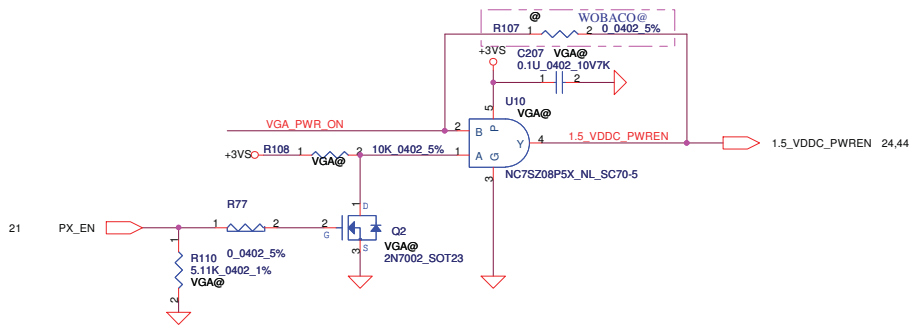 @ WOBACO@
R107 1 2 0_0402_5%
+3VS C207 VGA@
0.1U_0402_10V7K
1 2
U10
VGA@
5
VGA_PWR_ON 2 B P
Y 4 1.5_VDDC_PWREN
1.5_VDDC_PWREN 24,44
+3VS R108 1 2 10K_0402_5% 1 A G
VGA@
3 NC7SZ08P5X_NL_SC70-5
R77
1 D
21 PX_EN 1 2 2 G
Q2
S
3 VGA@
2N7002_SOT23
1 0_0402_5%
R110
5.11K_0402_1%
VGA@
2